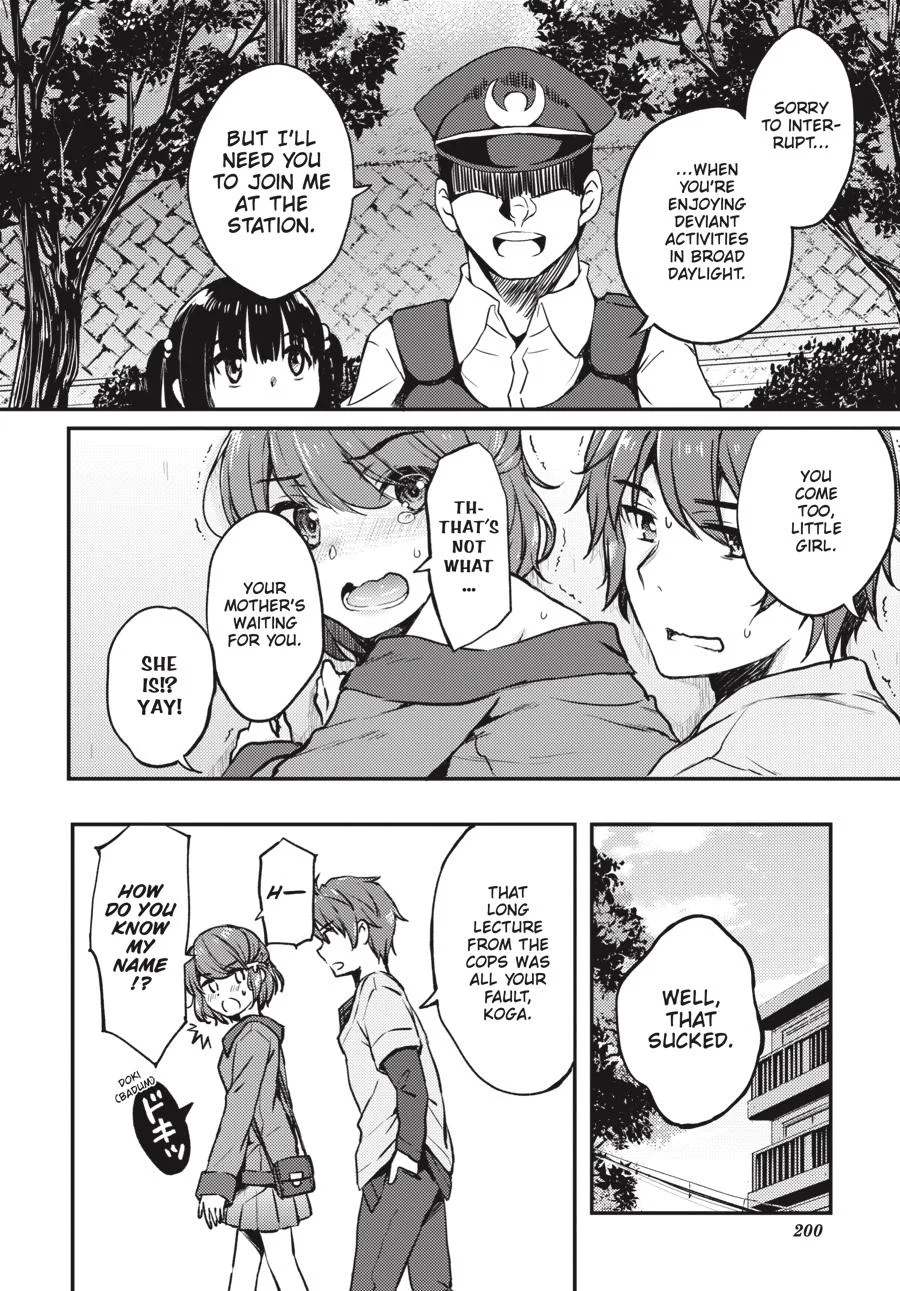 SORRY
TO INTER-
RUPT...
...WHEN
YOU'RE
ENJOYING
DEVIANT
ACTIVITIES
IN BROAD
DAYLIGHT.
BUT I'LL
NEED YOU
TO JOIN ME
AT THE
STATION.
YOU
COME
TOO,
LITTLE
GIRL.
TH-
THAT'S
NOT
WHAT
...
YOUR
MOTHER'S
WAITING
FOR YOU.
SHE
IS!?
YAY!
WELL,
THAT
SUCKED.
THAT
LONG
LECTURE
FROM THE
COPS WAS
ALL YOUR
FAULT,
KOGA.
H—
HOW
DO YOU
KNOW
MY
NAME
!?
DOKI
(BADUM)
ドキッ
200